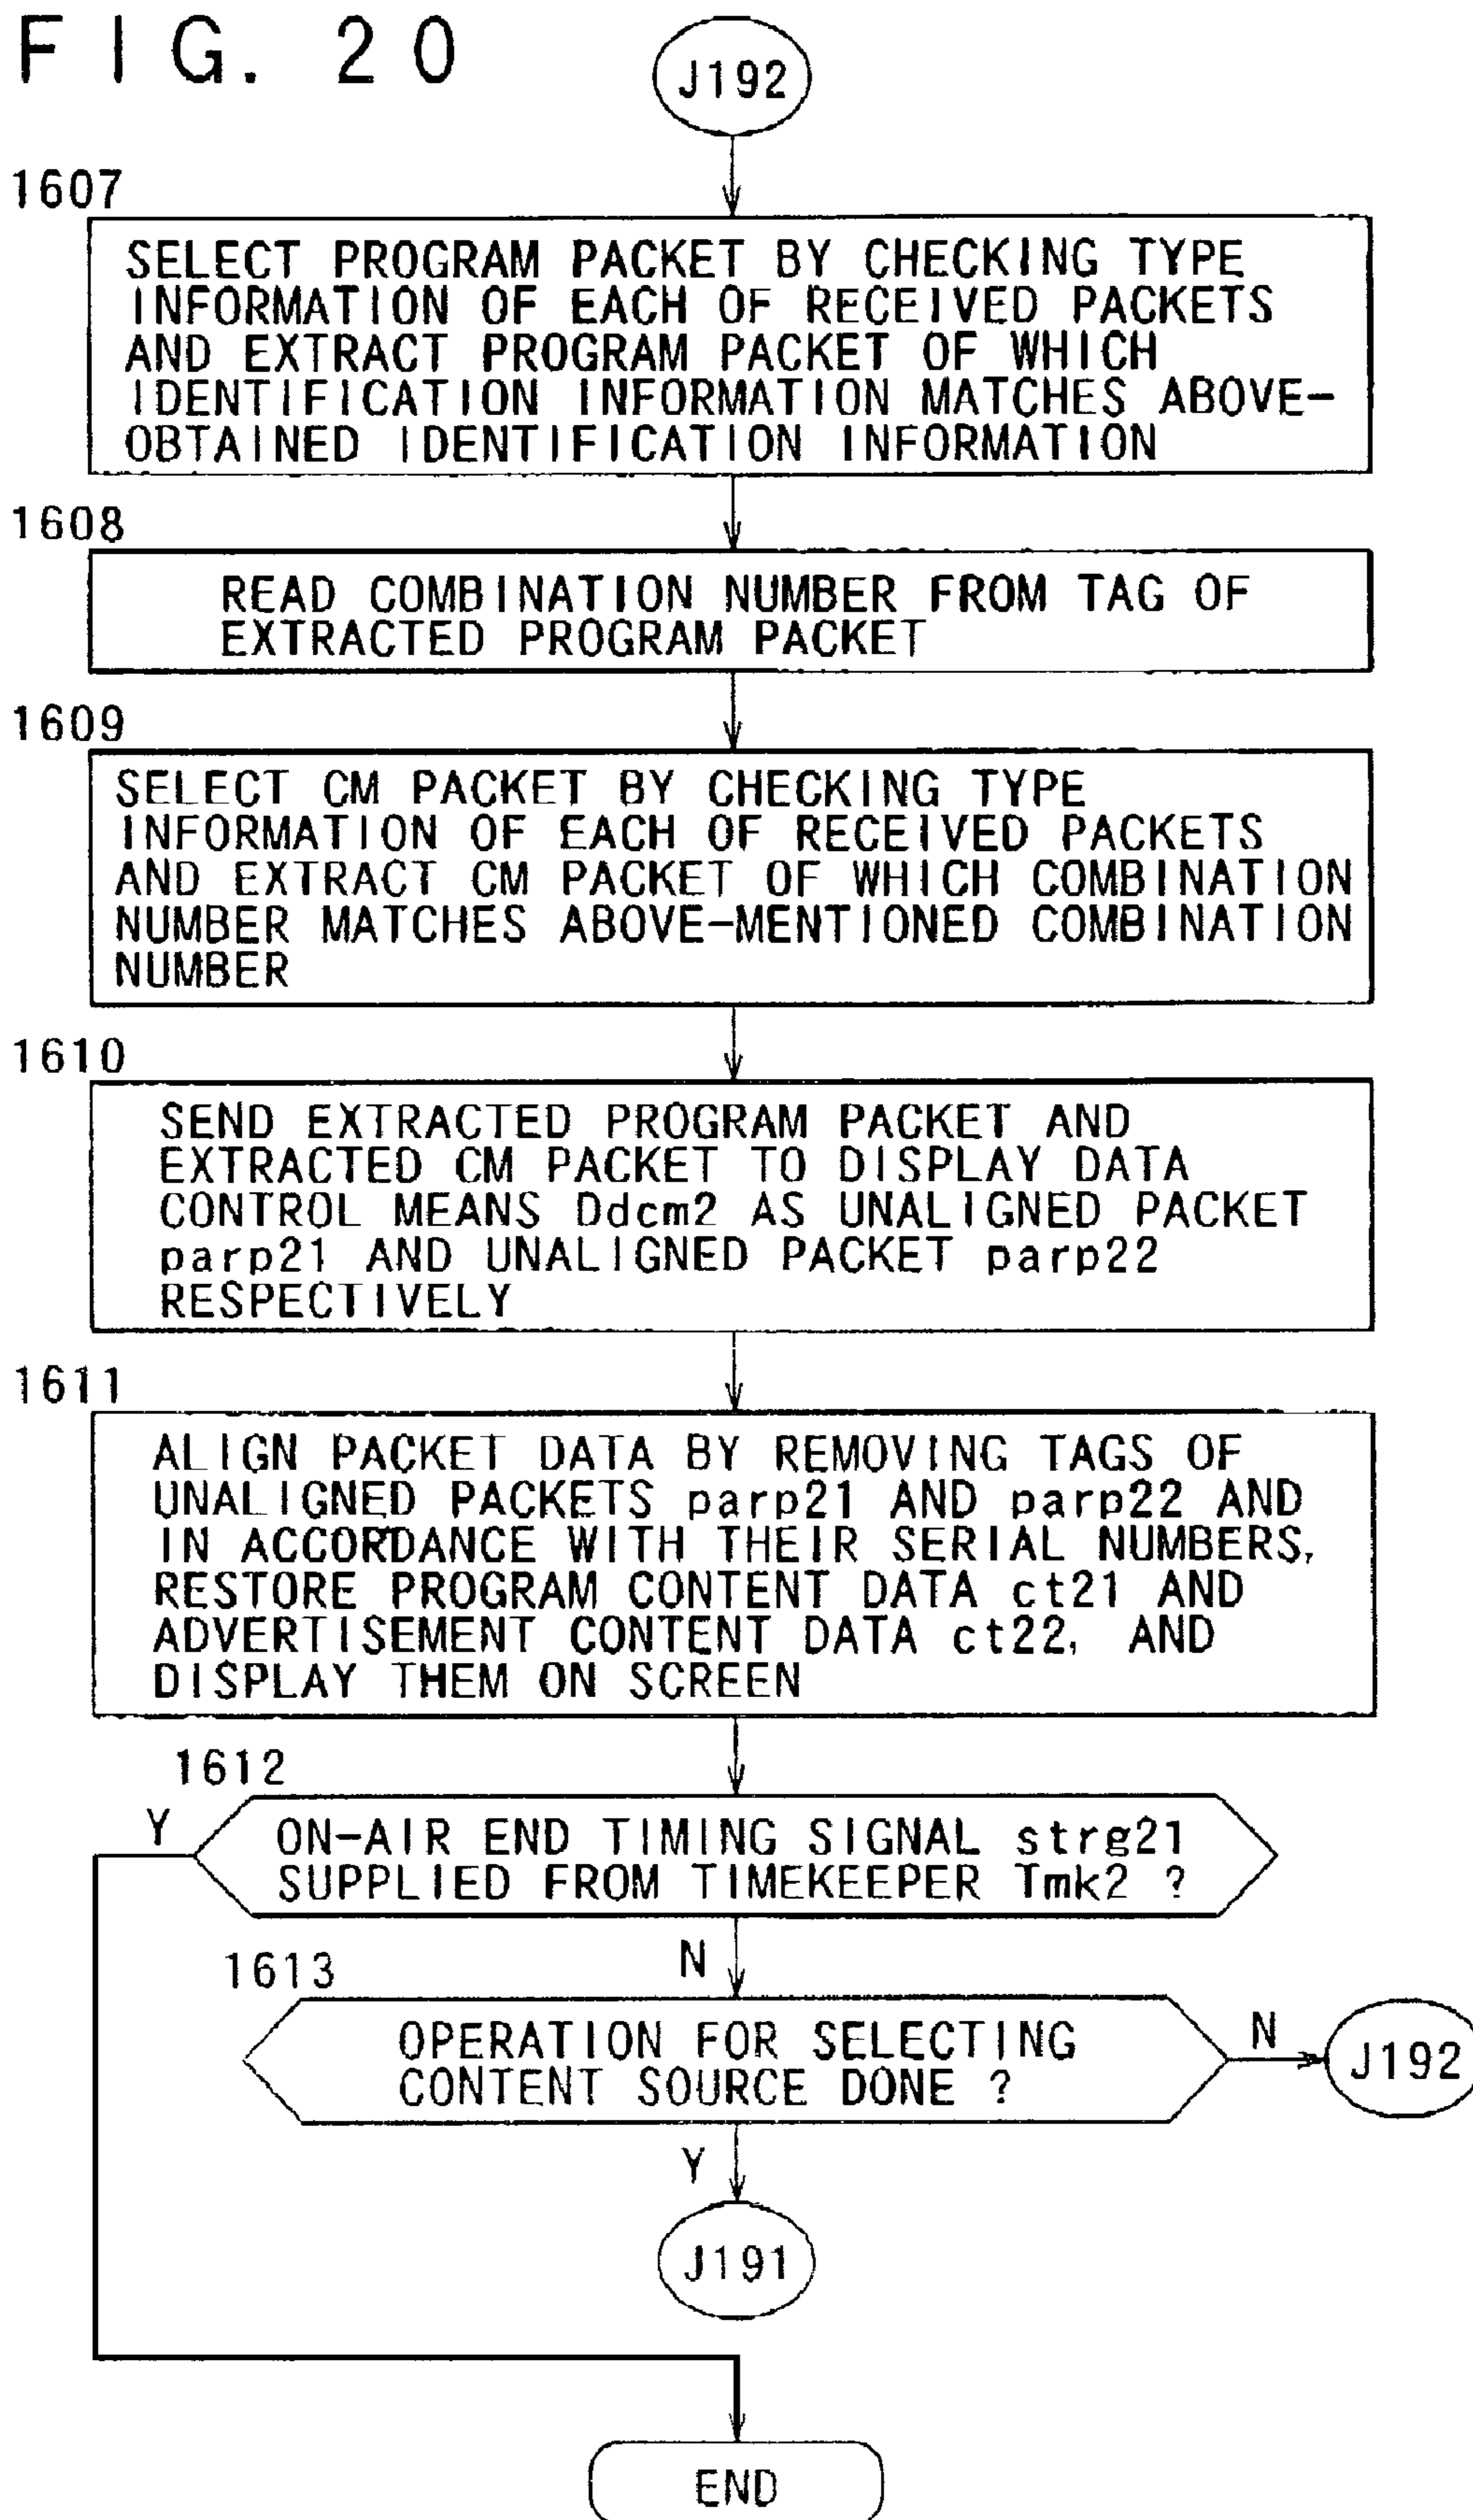 FIG. 20
J192
1607
SELECT PROGRAM PACKET BY CHECKING TYPE
INFORMATION OF EACH OF RECEIVED PACKETS
AND EXTRACT PROGRAM PACKET OF WHICH
IDENTIFICATION INFORMATION MATCHES ABOVE-
OBTAINED IDENTIFICATION INFORMATION
1608
READ COMBINATION NUMBER FROM TAG OF
EXTRACTED PROGRAM PACKET
1609
SELECT CM PACKET BY CHECKING TYPE
INFORMATION OF EACH OF RECEIVED PACKETS
AND EXTRACT CM PACKET OF WHICH COMBINATION
NUMBER MATCHES ABOVE-MENTIONED COMBINATION
NUMBER
1610
SEND EXTRACTED PROGRAM PACKET AND
EXTRACTED CM PACKET TO DISPLAY DATA
CONTROL MEANS Ddcm2 AS UNALIGNED PACKET
parp21 AND UNALIGNED PACKET parp22
RESPECTIVELY
1611
ALIGN PACKET DATA BY REMOVING TAGS OF
UNALIGNED PACKETS parp21 AND parp22 AND
IN ACCORDANCE WITH THEIR SERIAL NUMBERS,
RESTORE PROGRAM CONTENT DATA ct21 AND
ADVERTISEMENT CONTENT DATA ct22, AND
DISPLAY THEM ON SCREEN
1612
Y
ON-AIR END TIMING SIGNAL strg21
SUPPLIED FROM TIMEKEEPER Tmk2 ?
N
1613
OPERATION FOR SELECTING
CONTENT SOURCE DONE ?
N
J192
Y
J191
END